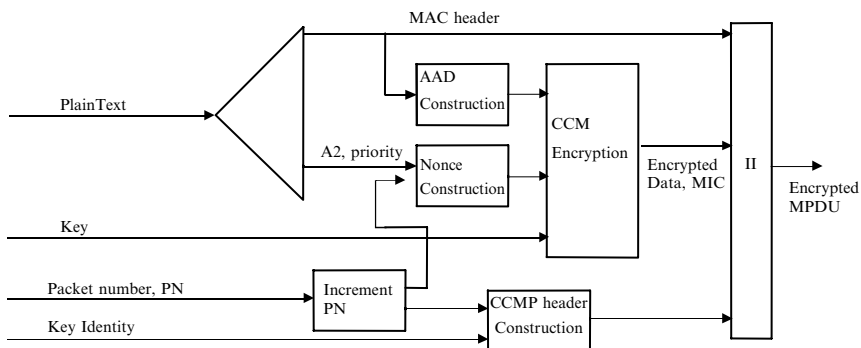 MAC header
AAD
Construction
PlainText
CCM
Encryption
A2, priority
Nonce
Construction
Encrypted
Data, MIC
II
Encrypted
MPDU
Key
Packet number, PN
Increment
PN
CCMP header
Construction
Key Identity